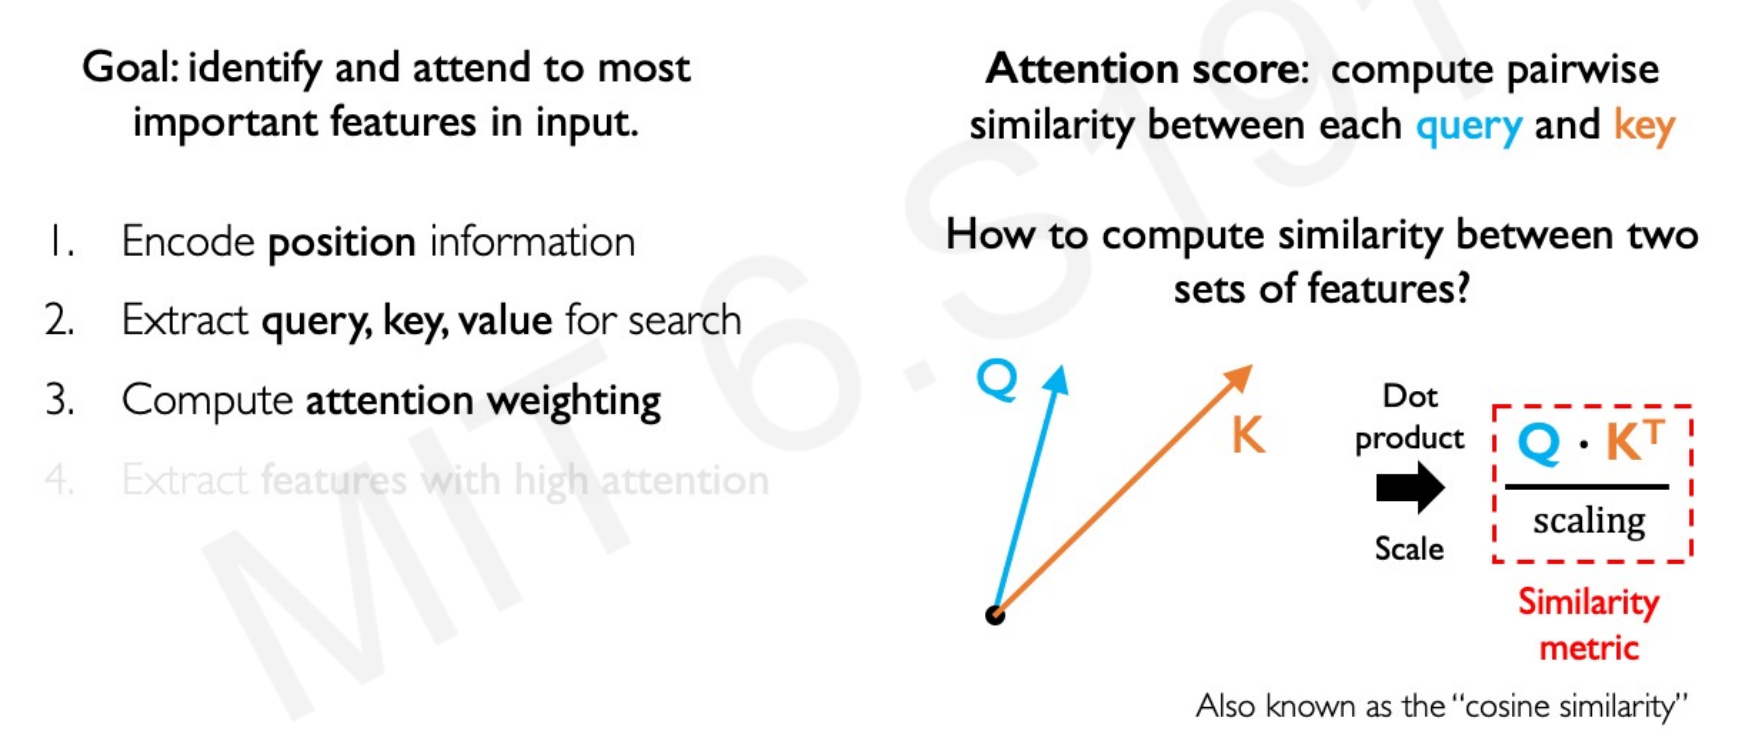 Goal: identify and attend to most
important features in input.
1. Encode position information
2. Extract query, key, value for search
3. Compute attention weighting
4. Extract features with high attention
Attention score: compute pairwise
similarity between each query and key
How to compute similarity between two
sets of features?
Q
K
Dot
product
Scale
Q · Kᵀ
scaling
Similarity
metric
Also known as the “cosine similarity”
MIT 6.S191